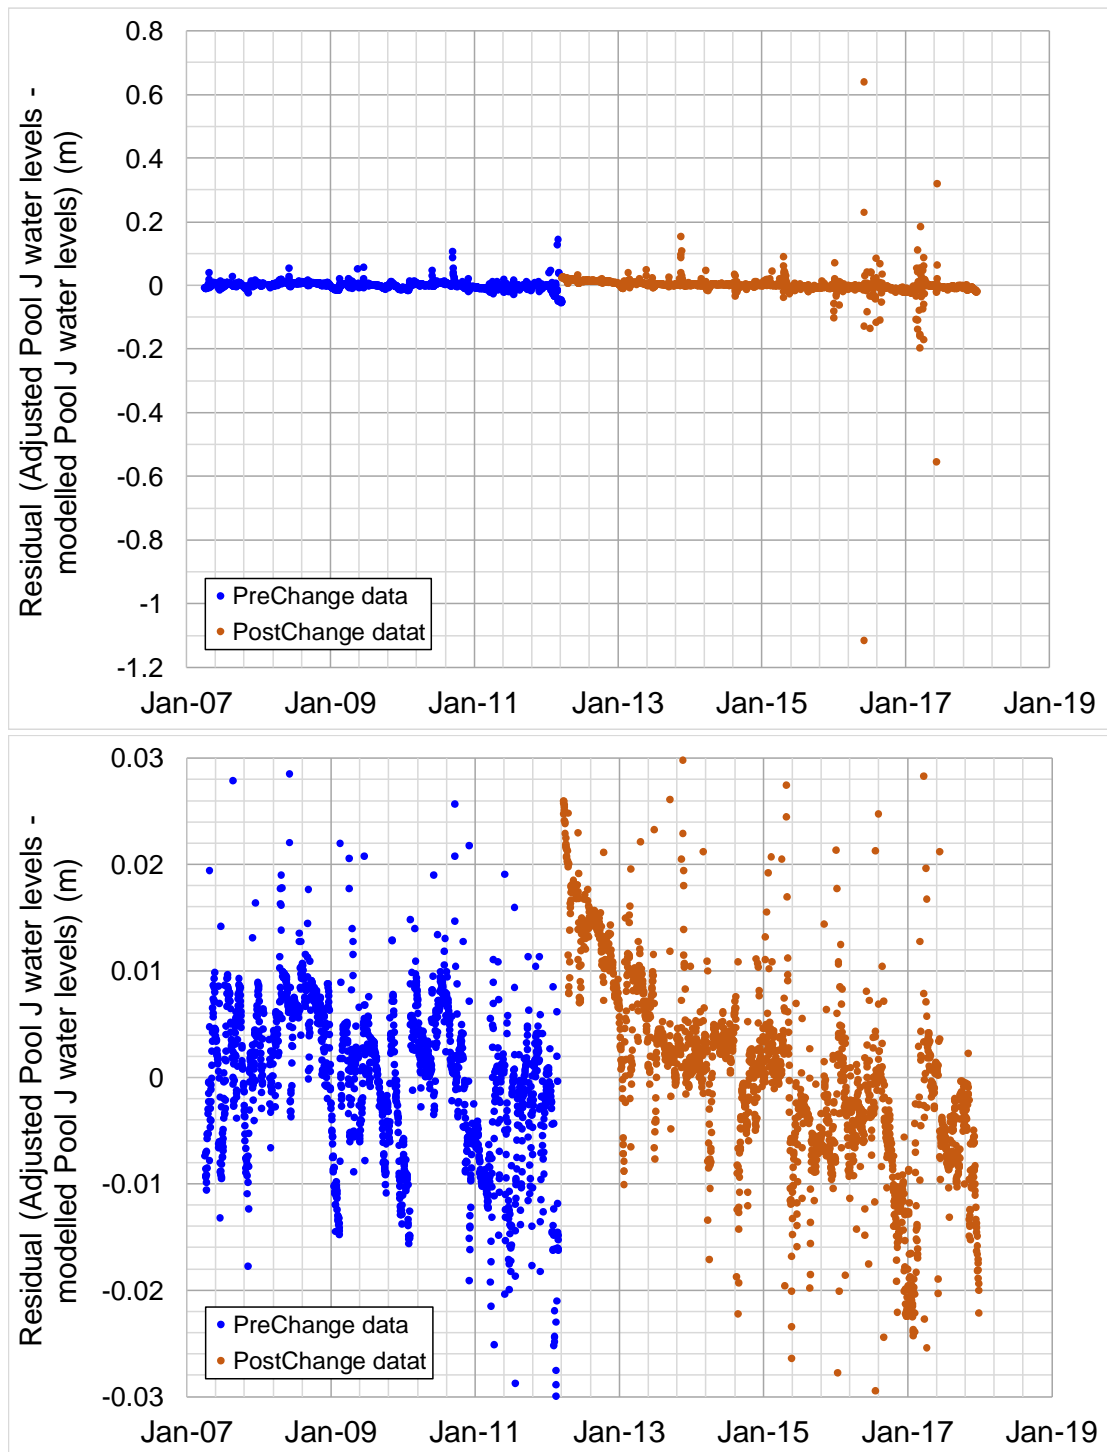 Residual (Adjusted Pool J water levels -
modelled Pool J water levels) (m)
0.8
0.6
0.4
0.2
0
-0.2
-0.4
-0.6
-0.8
-1
-1.2
PreChange data
PostChange datat
Jan-07 Jan-09 Jan-11 Jan-13 Jan-15 Jan-17 Jan-19
Residual (Adjusted Pool J water levels -
modelled Pool J water levels) (m)
0.03
0.02
0.01
0
-0.01
-0.02
-0.03
PreChange data
PostChange datat
Jan-07 Jan-09 Jan-11 Jan-13 Jan-15 Jan-17 Jan-19